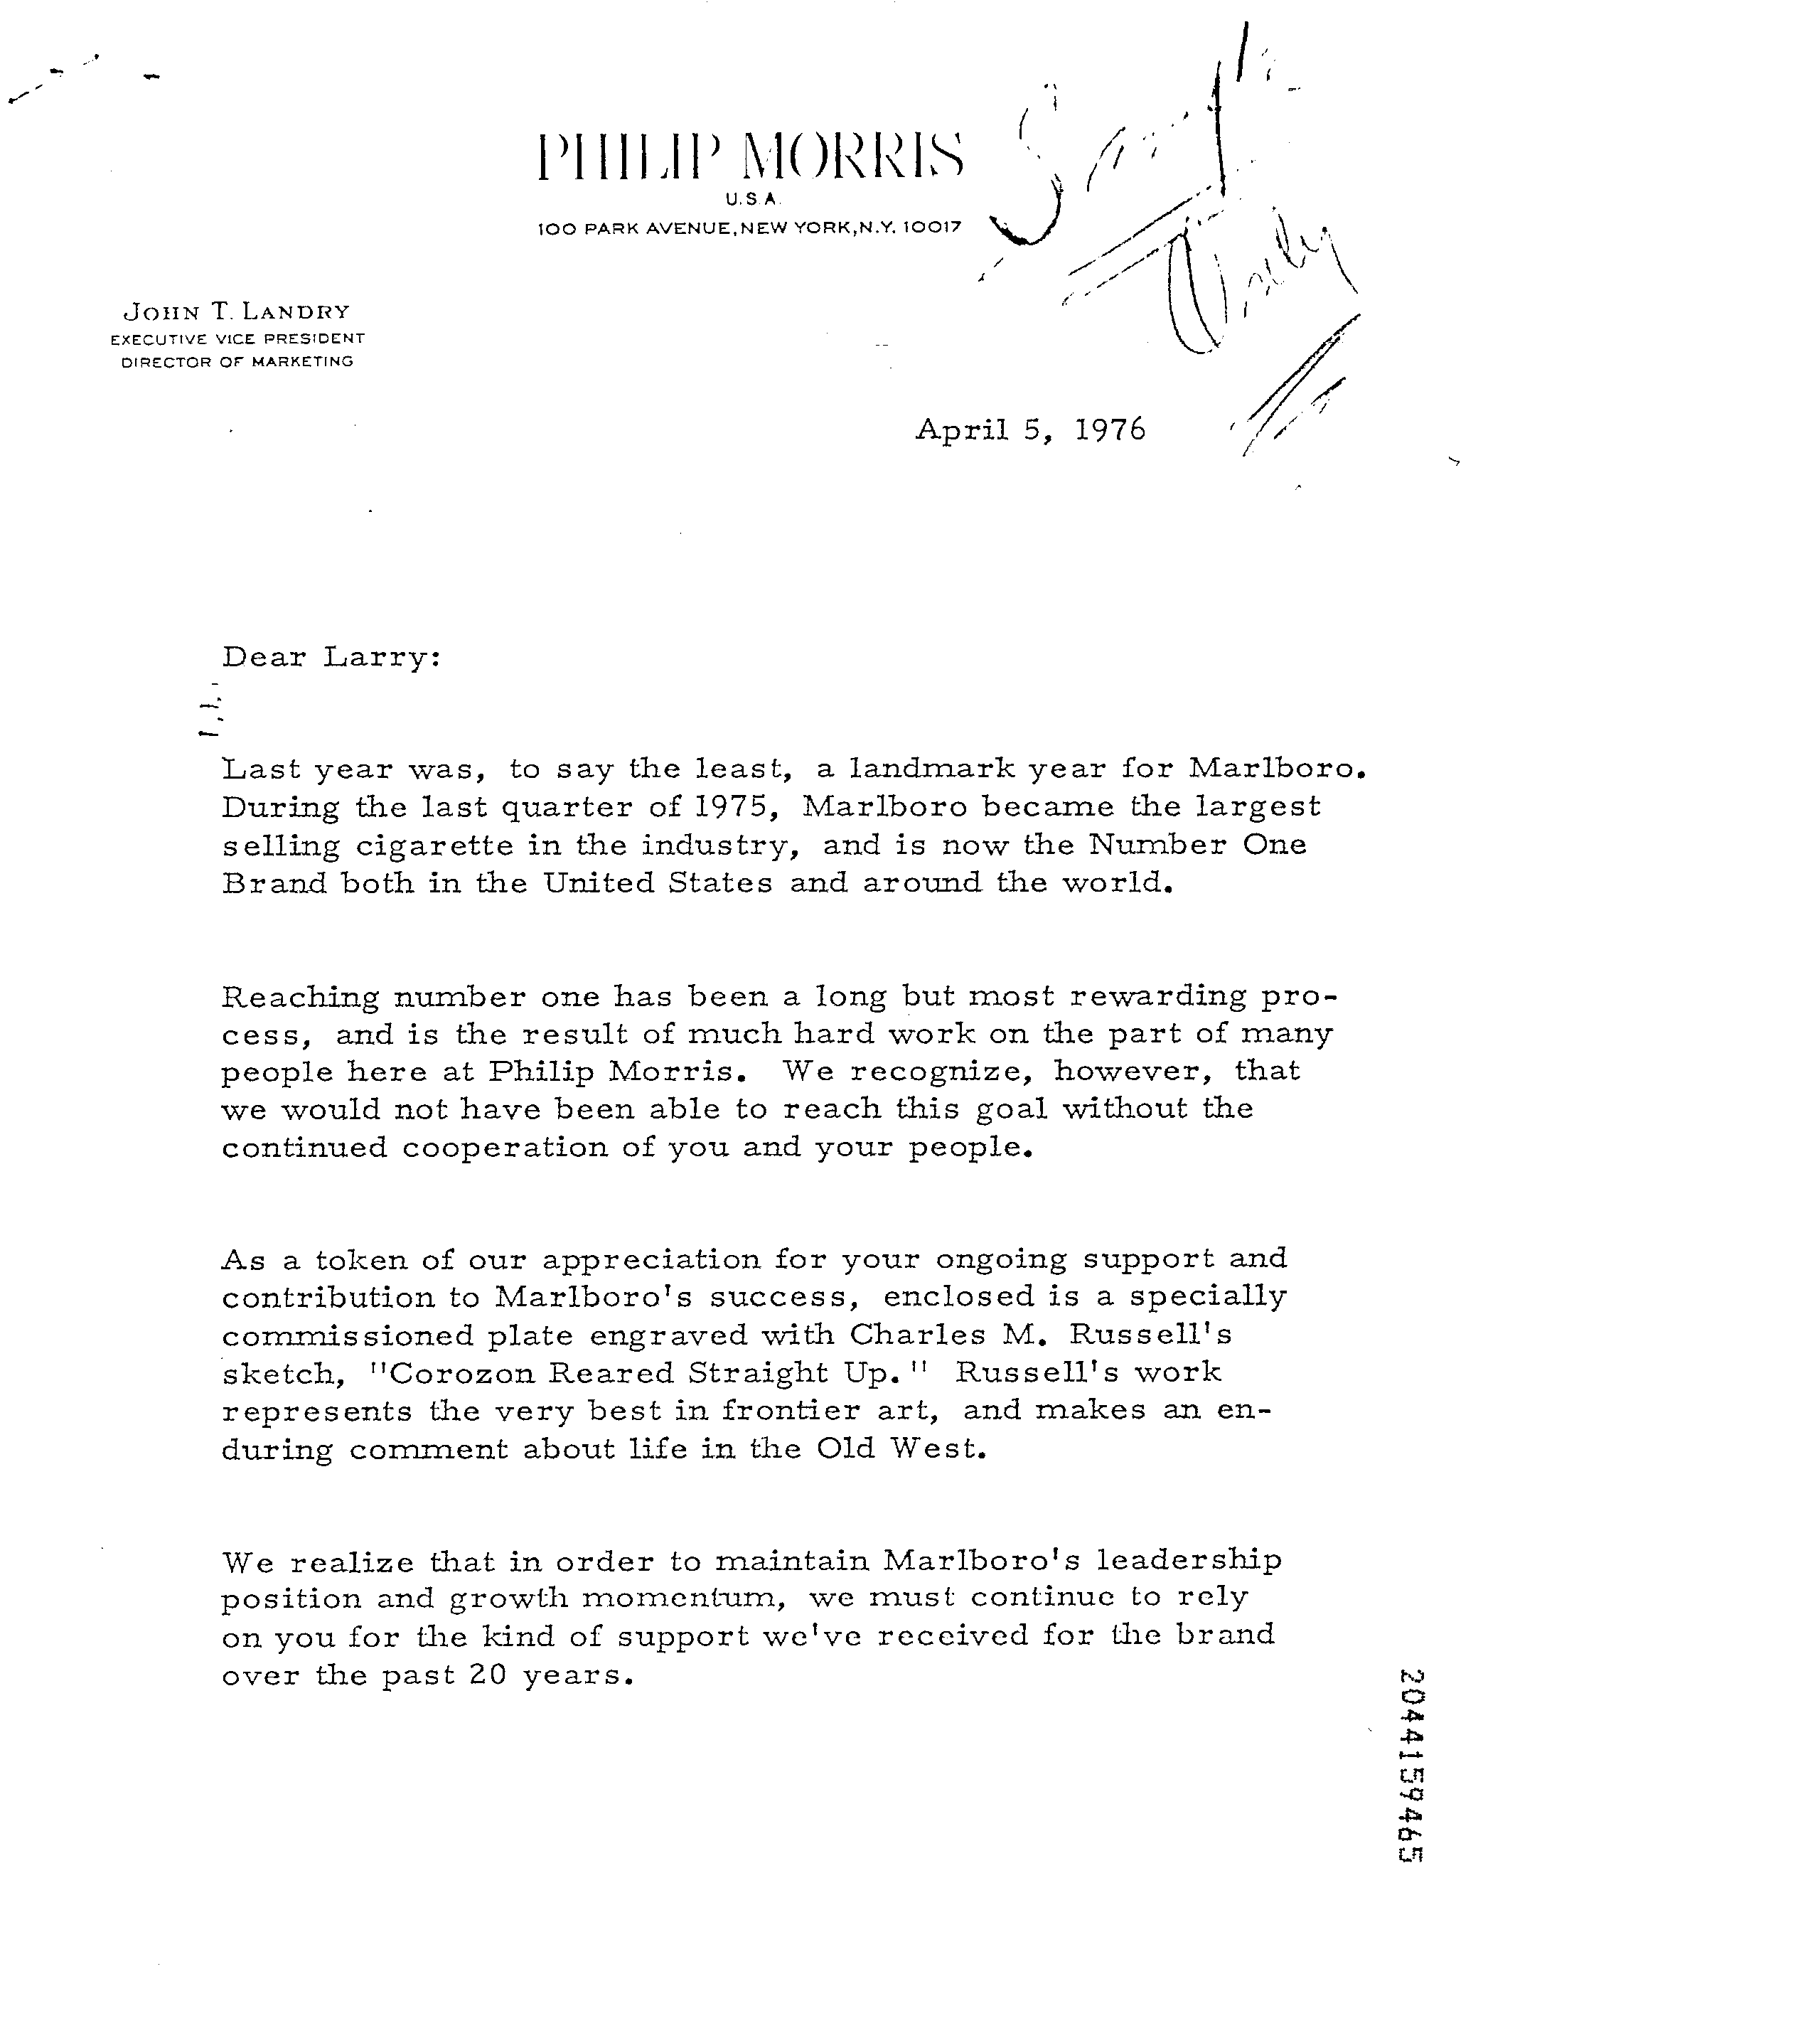 PHILIP MORRIS
U.S.A.
100 PARK AVENUE, NEW YORK, N.Y. 10017
JOHN T. LANDRY
EXECUTIVE VICE PRESIDENT
DIRECTOR OF MARKETING
April 5, 1976
Dear Larry:
Last year was, to say the least, a landmark year for Marlboro.
During the last quarter of 1975, Marlboro became the largest
selling cigarette in the industry, and is now the Number One
Brand both in the United States and around the world.
Reaching number one has been a long but most rewarding pro-
cess, and is the result of much hard work on the part of many
people here at Philip Morris. We recognize, however, that
we would not have been able to reach this goal without the
continued cooperation of you and your people.
As a token of our appreciation for your ongoing support and
contribution to Marlboro's success, enclosed is a specially
commissioned plate engraved with Charles M. Russell's
sketch, "Corozon Reared Straight Up." Russell's work
represents the very best in frontier art, and makes an en-
during comment about life in the Old West.
We realize that in order to maintain Marlboro's leadership
position and growth momentum, we must continue to rely
on you for the kind of support we've received for the brand
over the past 20 years.
2044159465